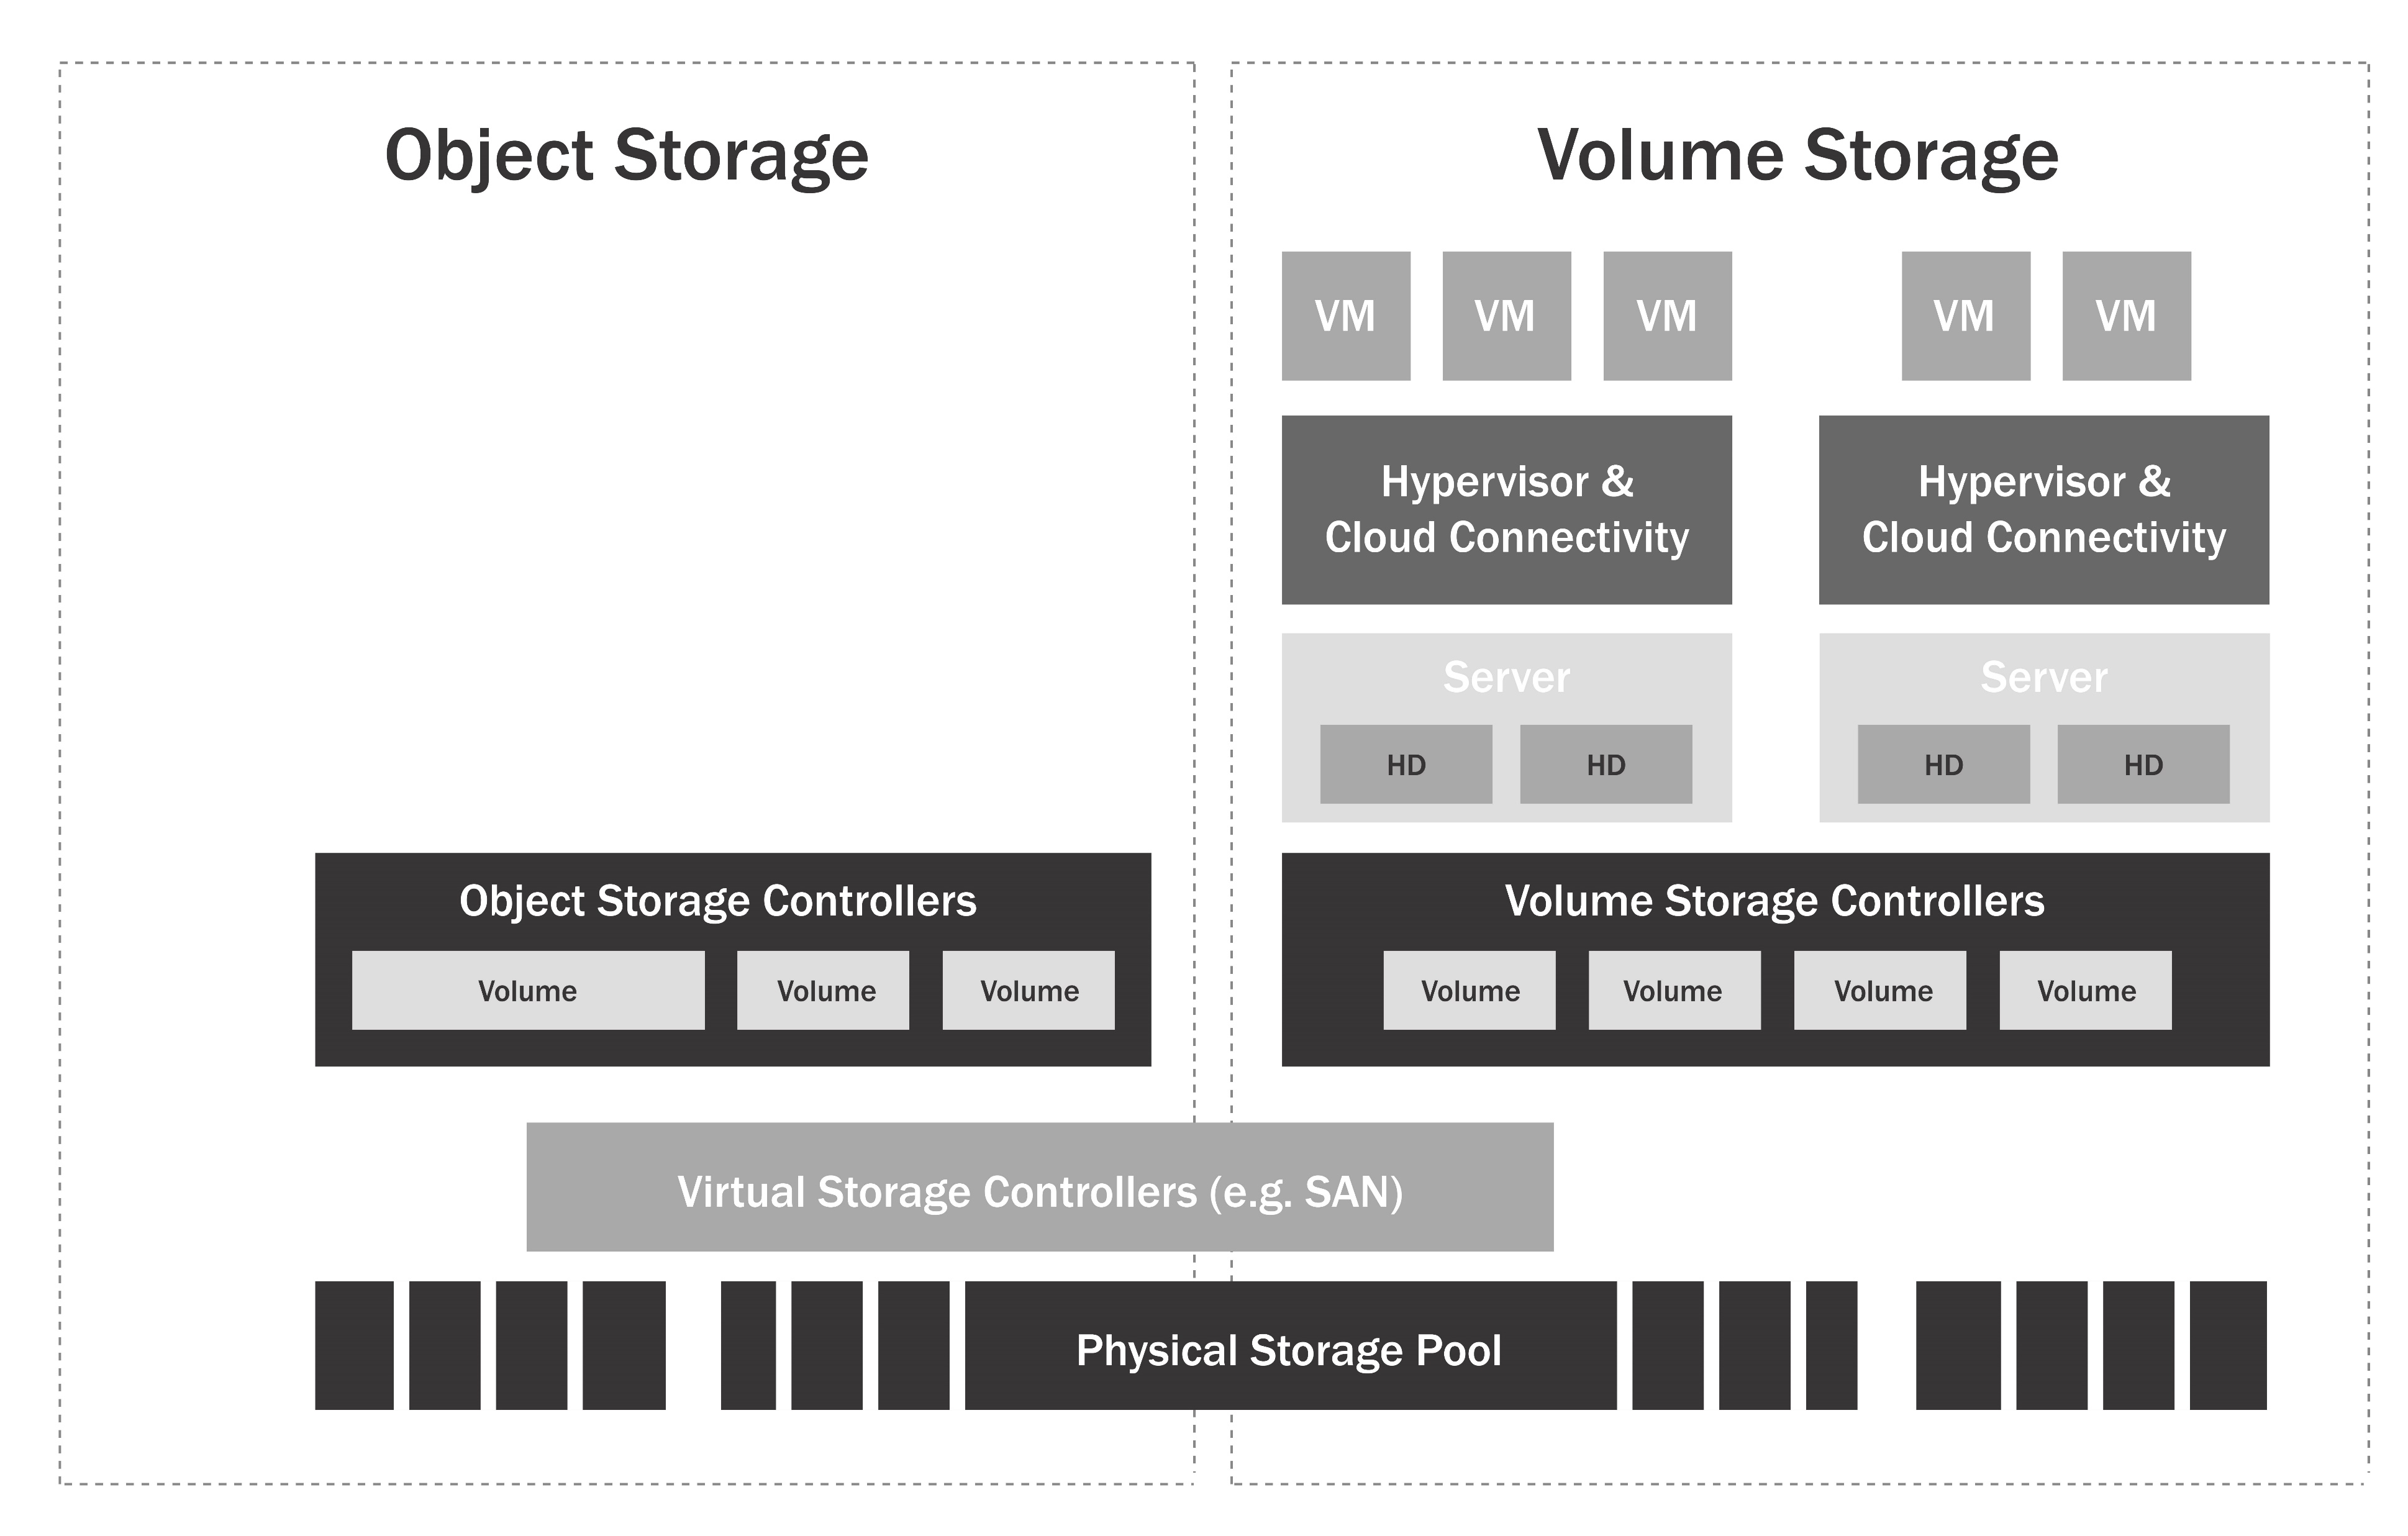 Object Storage
Volume Storage
VM
VM
VM
VM
VM
Hypervisor &
Cloud Connectivity
Hypervisor &
Cloud Connectivity
Server
Server
HD
HD
HD
HD
Object Storage Controllers
Volume
Volume
Volume
Volume Storage Controllers
Volume
Volume
Volume
Volume
Virtual Storage Controllers (e.g. SAN)
Physical Storage Pool